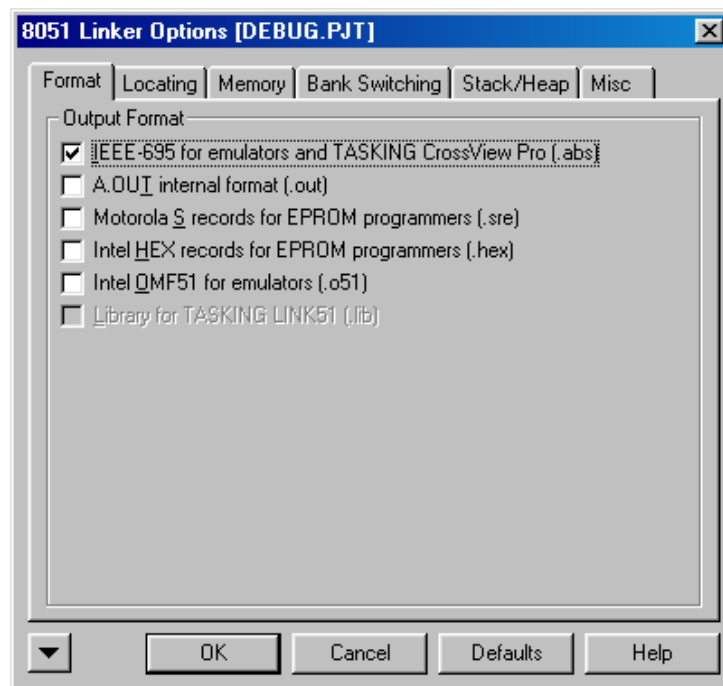 8051 Linker Options [DEBUG.PJT]
Format Locating Memory Bank Switching Stack/Heap Misc
Output Format
IEEE-695 for emulators and TASKING CrossView Pro (.abs)
A.OUT internal format (.out)
Motorola S records for EPROM programmers (.sre)
Intel HEX records for EPROM programmers (.hex)
Intel OMF51 for emulators (.o51)
Library for TASKING LINK51 (.lib)
OK Cancel Defaults Help